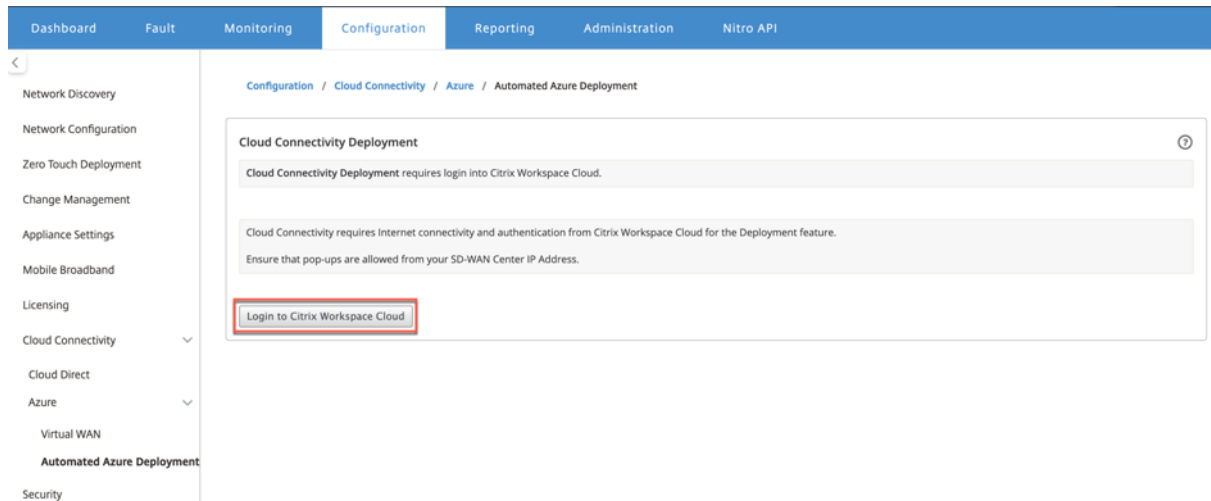 Dashboard Fault Monitoring Configuration Reporting Administration Nitro API
Configuration / Cloud Connectivity / Azure / Automated Azure Deployment
Network Discovery
Network Configuration
Zero Touch Deployment
Change Management
Appliance Settings
Mobile Broadband
Licensing
Cloud Connectivity
Cloud Direct
Azure
Virtual WAN
Automated Azure Deployment
Security
Cloud Connectivity Deployment
Cloud Connectivity Deployment requires login into Citrix Workspace Cloud.
Cloud Connectivity requires Internet connectivity and authentication from Citrix Workspace Cloud for the Deployment feature.
Ensure that pop-ups are allowed from your SD-WAN Center IP Address.
Login to Citrix Workspace Cloud